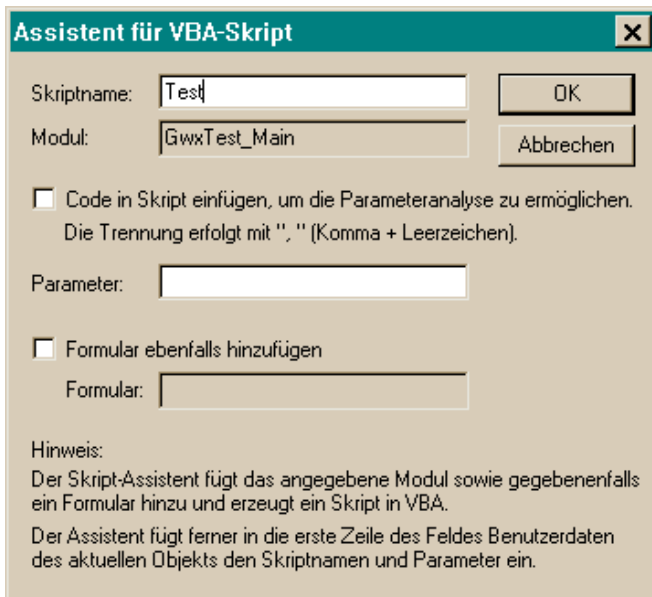 Assistent für VBA-Skript
Skriptname: Test OK
Modul: GwxTest_Main Abbrechen
Code in Skript einfügen, um die Parameteranalyse zu ermöglichen.
Die Trennung erfolgt mit ", " (Komma + Leerzeichen).
Parameter:
Formular ebenfalls hinzufügen
Formular:
Hinweis:
Der Skript-Assistent fügt das angegebene Modul sowie gegebenenfalls
ein Formular hinzu und erzeugt ein Skript in VBA.
Der Assistent fügt ferner in die erste Zeile des Feldes Benutzerdaten
des aktuellen Objekts den Skriptnamen und Parameter ein.